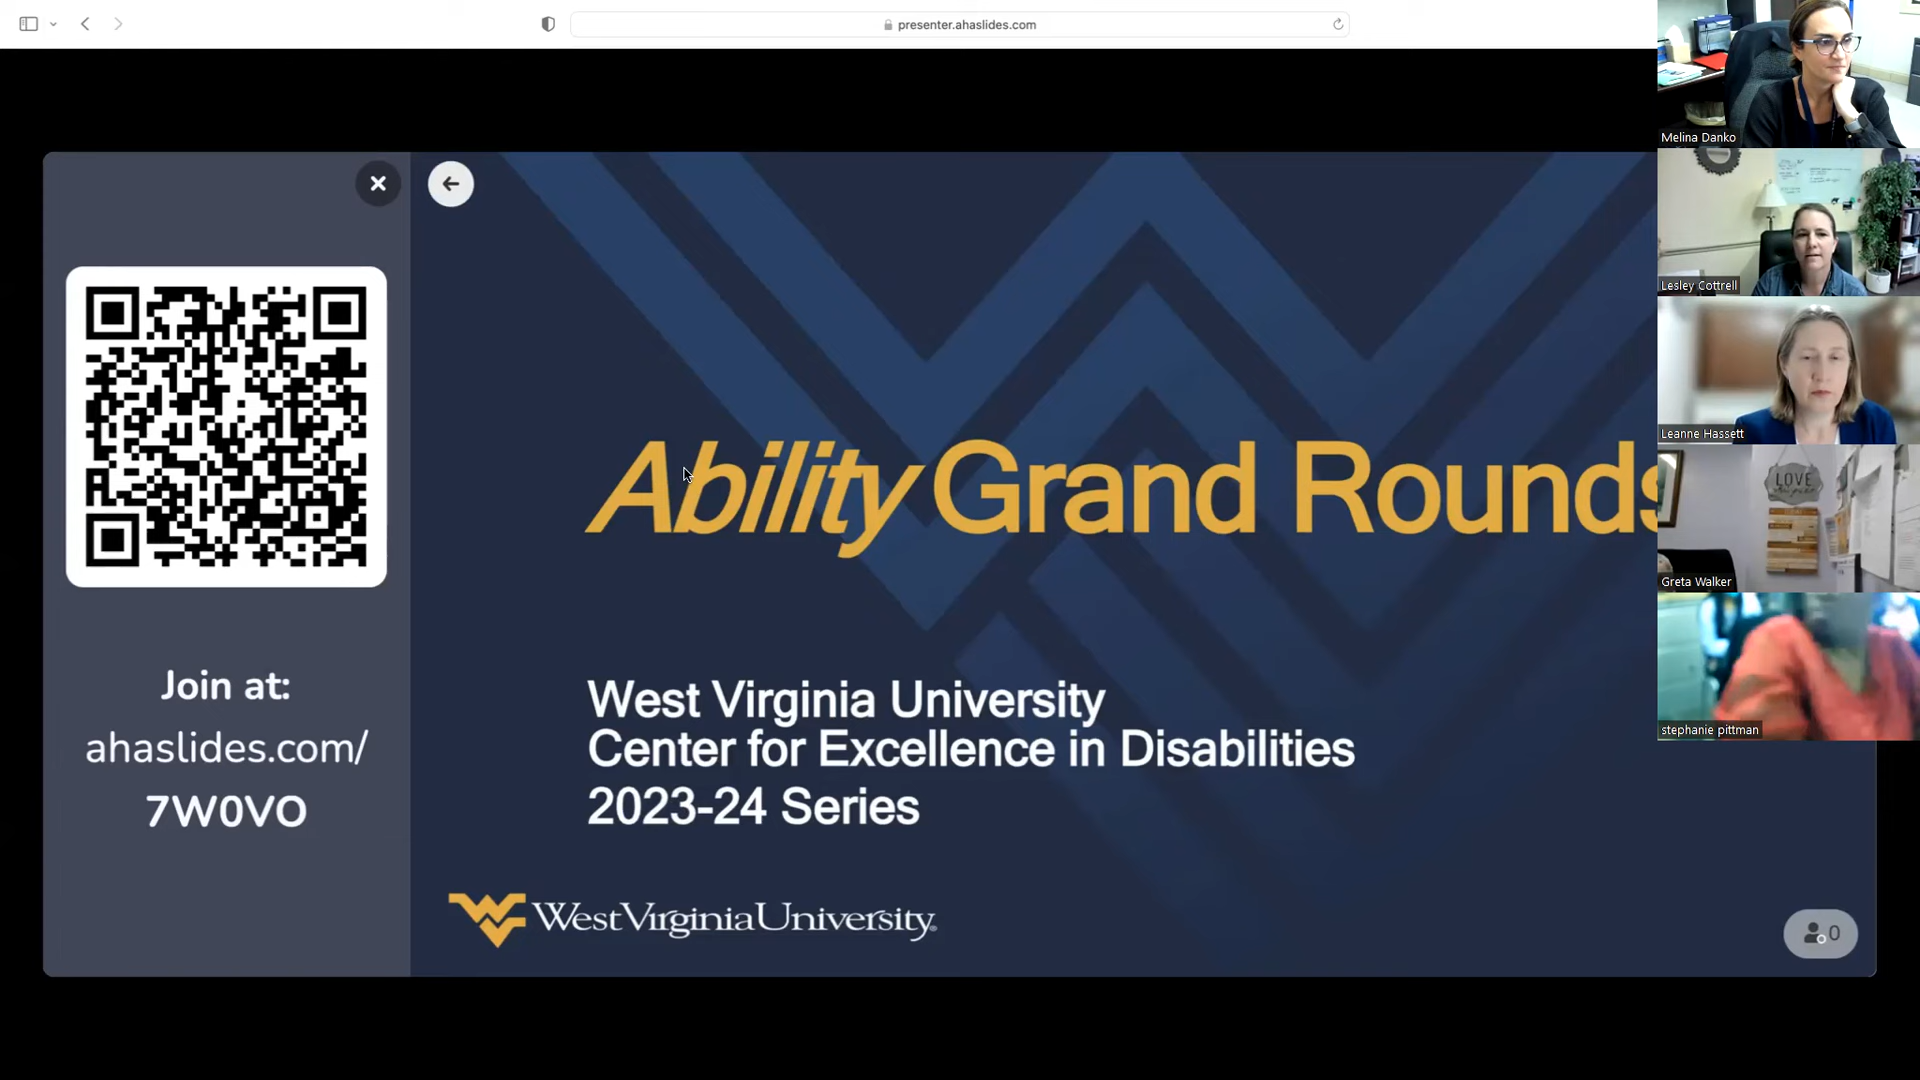 presenter.ahaslides.com
Join at:
ahaslides.com/
7W0VO
Ability Grand Rounds
West Virginia University
Center for Excellence in Disabilities
2023-24 Series
WestVirginiaUniversity®
0
Melina Danko
Lesley Cottrell
Leanne Hassett
LOVE
Greta Walker
stephanie pittman